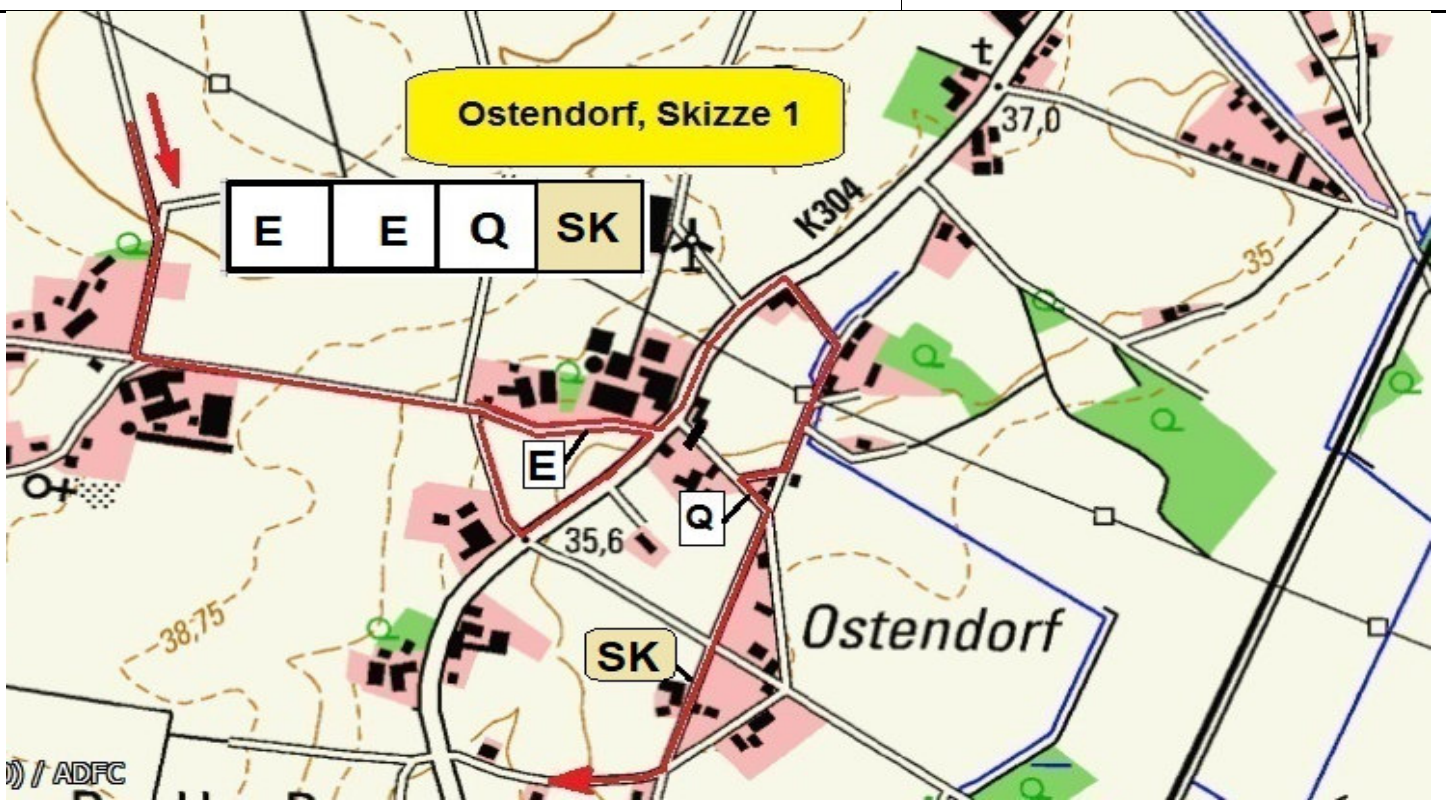 Ostendorf, Skizze 1
37,0
K304
E E Q SK
35
E
Q
35,6
Ostendorf
38,75
SK
)) / ADFC